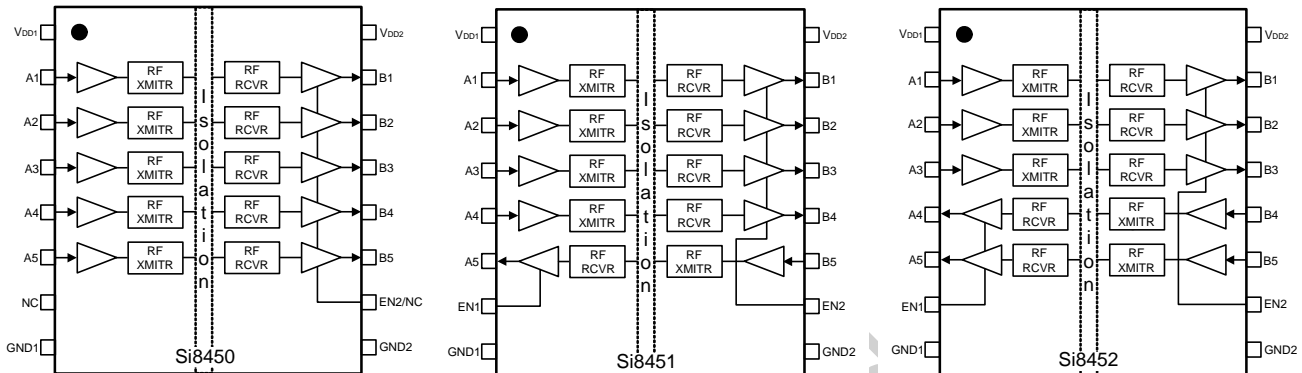 VDD1
VDD2
A1
RF XMITR
RF RCVR
B1
A2
RF XMITR
RF RCVR
B2
A3
RF XMITR
RF RCVR
B3
A4
RF XMITR
RF RCVR
B4
A5
RF XMITR
RF RCVR
B5
Isolation
NC
EN2/NC
GND1
GND2
Si8450
VDD1
VDD2
A1
RF XMITR
RF RCVR
B1
A2
RF XMITR
RF RCVR
B2
A3
RF XMITR
RF RCVR
B3
A4
RF XMITR
RF RCVR
B4
A5
RF RCVR
RF XMITR
B5
Isolation
EN1
EN2
GND1
GND2
Si8451
VDD1
VDD2
A1
RF XMITR
RF RCVR
B1
A2
RF XMITR
RF RCVR
B2
A3
RF XMITR
RF RCVR
B3
A4
RF RCVR
RF XMITR
B4
A5
RF RCVR
RF XMITR
B5
Isolation
EN1
EN2
GND1
GND2
Si8452